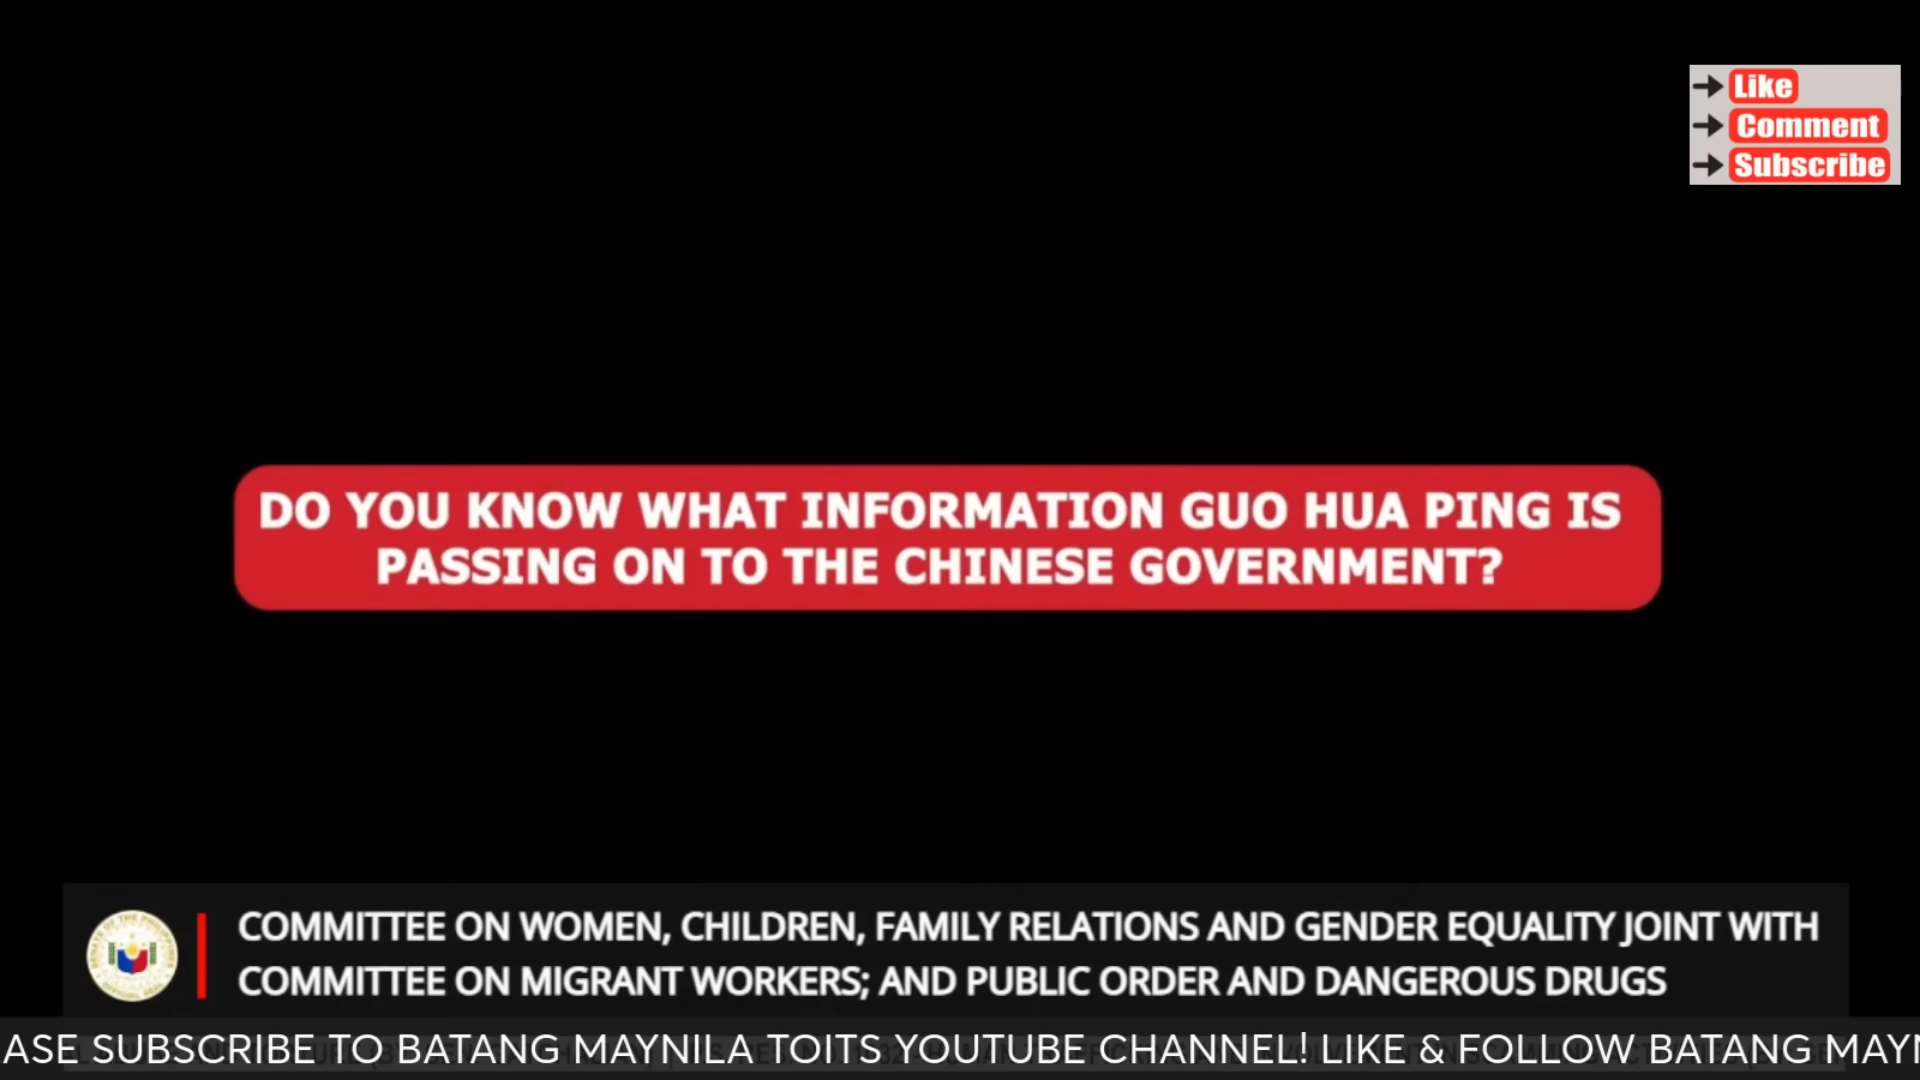 Like
Comment
Subscribe
DO YOU KNOW WHAT INFORMATION GUO HUA PING IS
PASSING ON TO THE CHINESE GOVERNMENT?
COMMITTEE ON WOMEN, CHILDREN, FAMILY RELATIONS AND GENDER EQUALITY JOINT WITH
COMMITTEE ON MIGRANT WORKERS; AND PUBLIC ORDER AND DANGEROUS DRUGS
ASE SUBSCRIBE TO BATANG MAYNILA TOITS YOUTUBE CHANNEL! LIKE & FOLLOW BATANG MAYN